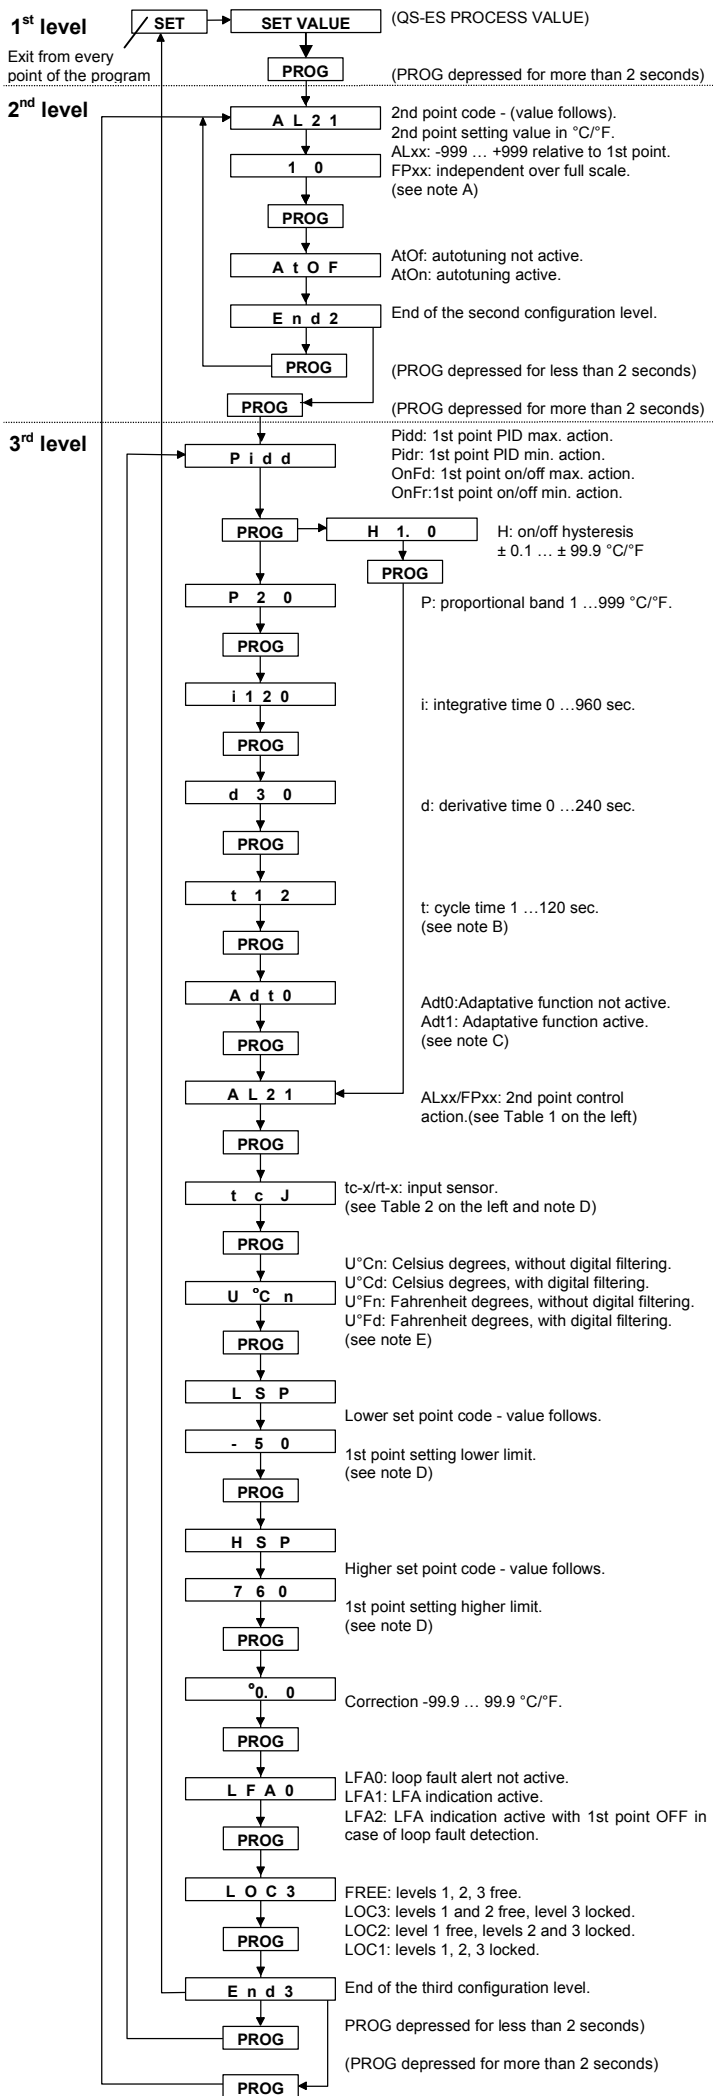 1st level
SET
SET VALUE
(QS-ES PROCESS VALUE)
Exit from every
point of the program
PROG
(PROG depressed for more than 2 seconds)
2nd level
A L 2 1
2nd point code - (value follows).
2nd point setting value in °C/°F.
ALxx: -999 … +999 relative to 1st point.
1 0
FPxx: independent over full scale.
(see note A)
PROG
A t O F
AtOf: autotuning not active.
AtOn: autotuning active.
E n d 2
End of the second configuration level.
PROG
(PROG depressed for less than 2 seconds)
PROG
(PROG depressed for more than 2 seconds)
3rd level
P i d d
Pidd: 1st point PID max. action.
Pidr: 1st point PID min. action.
OnFd: 1st point on/off max. action.
OnFr:1st point on/off min. action.
PROG
H 1. 0
H: on/off hysteresis
± 0.1 … ± 99.9 °C/°F
PROG
P 2 0
P: proportional band 1 …999 °C/°F.
PROG
i 1 2 0
i: integrative time 0 …960 sec.
PROG
d 3 0
d: derivative time 0 …240 sec.
PROG
t 1 2
t: cycle time 1 …120 sec.
(see note B)
PROG
A d t 0
Adt0:Adaptative function not active.
Adt1: Adaptative function active.
(see note C)
PROG
A L 2 1
ALxx/FPxx: 2nd point control
action.(see Table 1 on the left)
PROG
t c J
tc-x/rt-x: input sensor.
(see Table 2 on the left and note D)
PROG
U °C n
U°Cn: Celsius degrees, without digital filtering.
U°Cd: Celsius degrees, with digital filtering.
U°Fn: Fahrenheit degrees, without digital filtering.
U°Fd: Fahrenheit degrees, with digital filtering.
(see note E)
PROG
L S P
Lower set point code - value follows.
- 5 0
1st point setting lower limit.
(see note D)
PROG
H S P
Higher set point code - value follows.
7 6 0
1st point setting higher limit.
(see note D)
PROG
°0. 0
Correction -99.9 … 99.9 °C/°F.
PROG
L F A 0
LFA0: loop fault alert not active.
LFA1: LFA indication active.
LFA2: LFA indication active with 1st point OFF in
case of loop fault detection.
PROG
L O C 3
FREE: levels 1, 2, 3 free.
LOC3: levels 1 and 2 free, level 3 locked.
LOC2: level 1 free, levels 2 and 3 locked.
LOC1: levels 1, 2, 3 locked.
PROG
E n d 3
End of the third configuration level.
PROG
PROG depressed for less than 2 seconds)
(PROG depressed for more than 2 seconds)
PROG